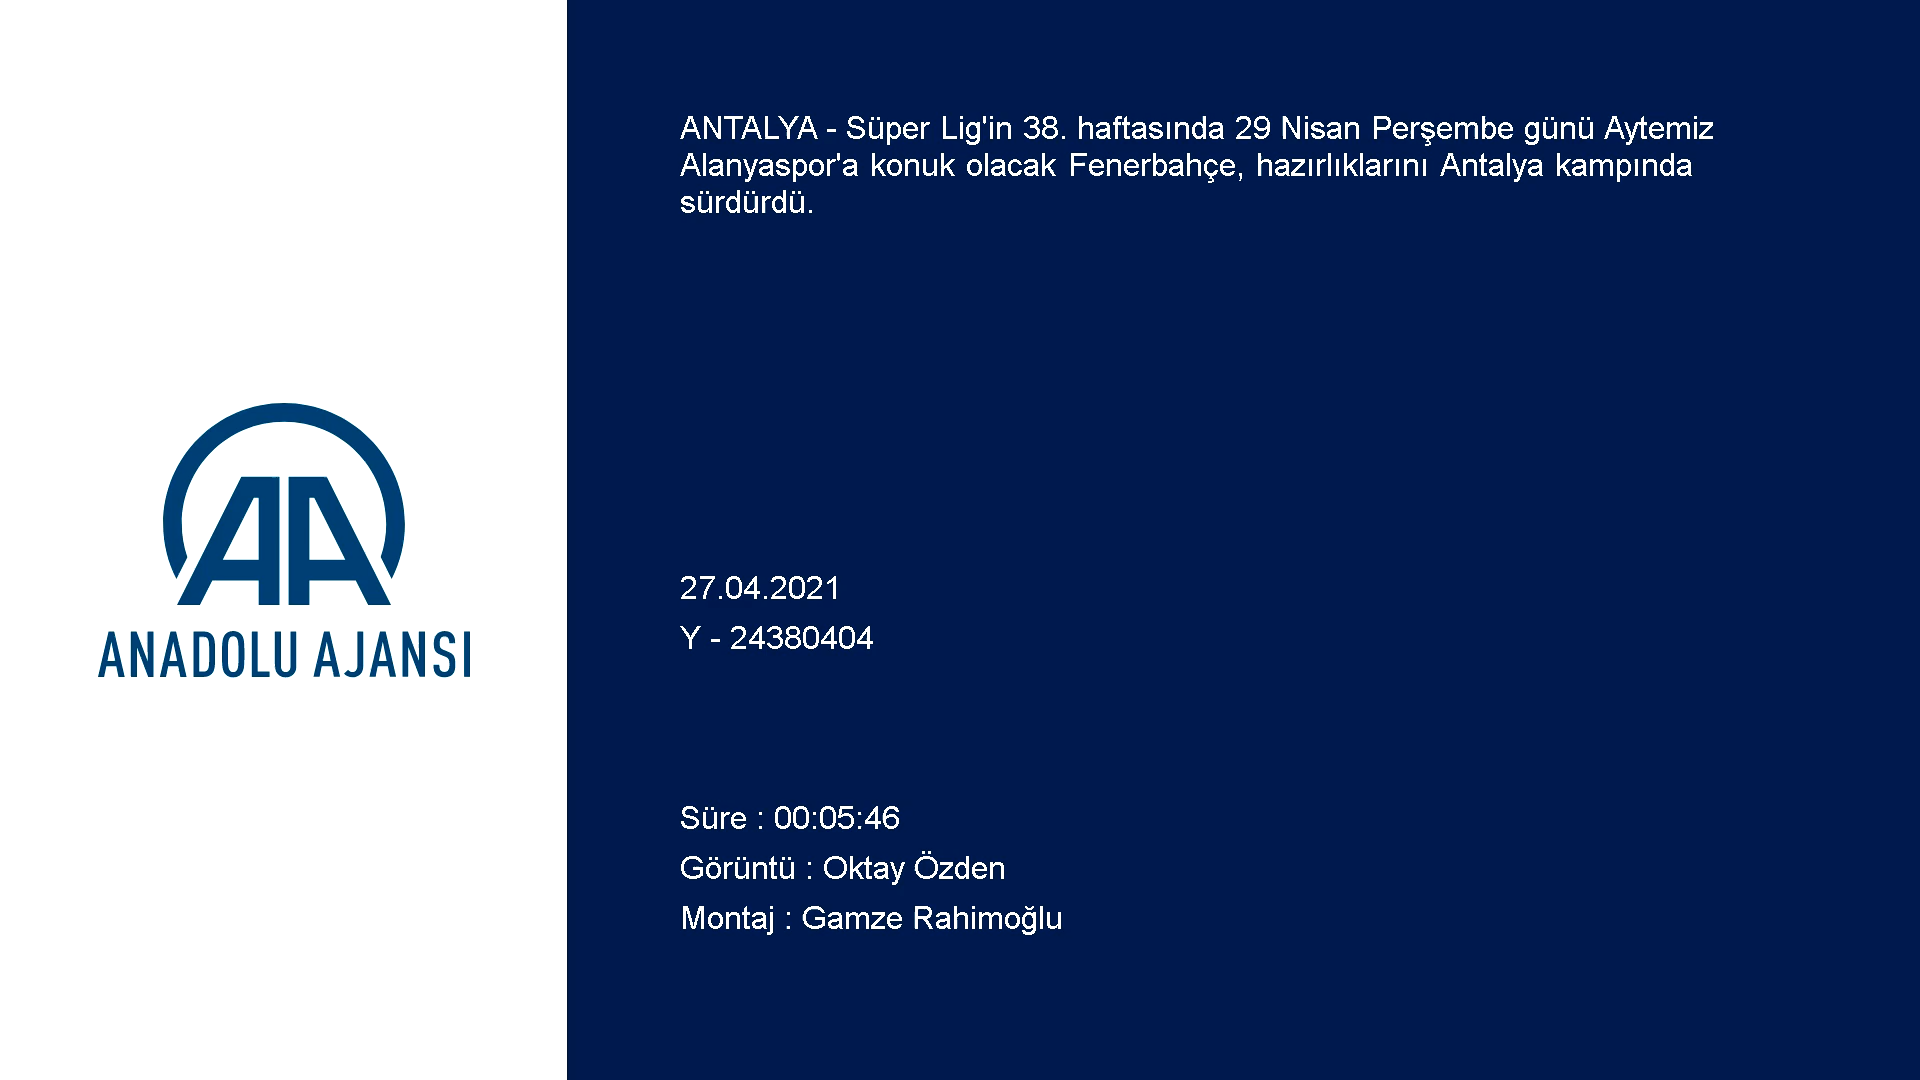 ANTALYA - Süper Lig'in 38. haftasında 29 Nisan Perşembe günü Aytemiz
Alanyaspor'a konuk olacak Fenerbahçe, hazırlıklarını Antalya kampında
sürdürdü.
AA
ANADOLU AJANSI
27.04.2021
Y - 24380404
Süre : 00:05:46
Görüntü : Oktay Özden
Montaj : Gamze Rahimoğlu